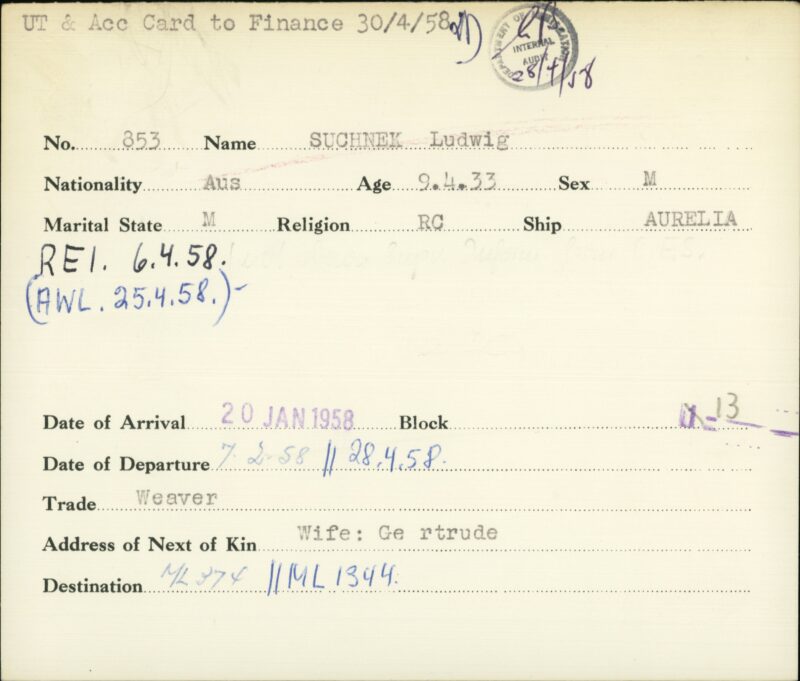 UT & Acc Card to Finance 30/4/58
DEPARTMENT OF IMMIGRATION
INTERNAL
AUDIT
28/4/58
No. 853 Name SUCHNEK Ludwig
Nationality Aus Age 9.4.33 Sex M
Marital State M Religion RC Ship AURELIA
REI. 6.4.58.
(AWL. 25.4.58.)-
Date of Arrival 20 JAN 1958 Block 13
Date of Departure 7.2.58 // 28.4.58.
Trade Weaver
Address of Next of Kin Wife: Ge rtrude
Destination ML 374 // ML 1344.